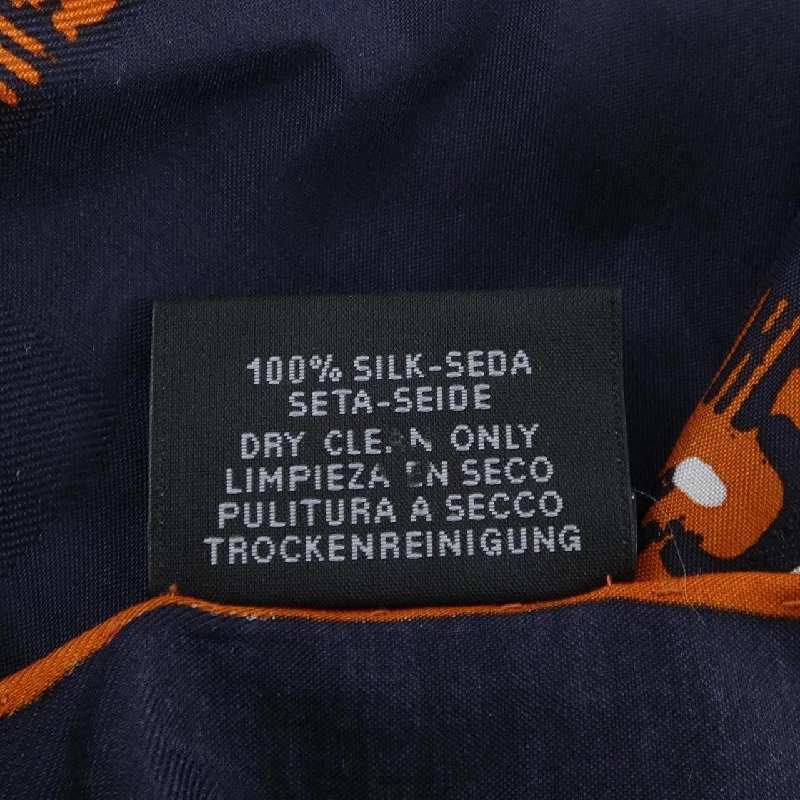 100% SILK-SEDA
SETA-SEIDE
DRY CLEAN ONLY
LIMPIEZA EN SECO
PULITURA A SECCO
TROCKENREINIGUNG